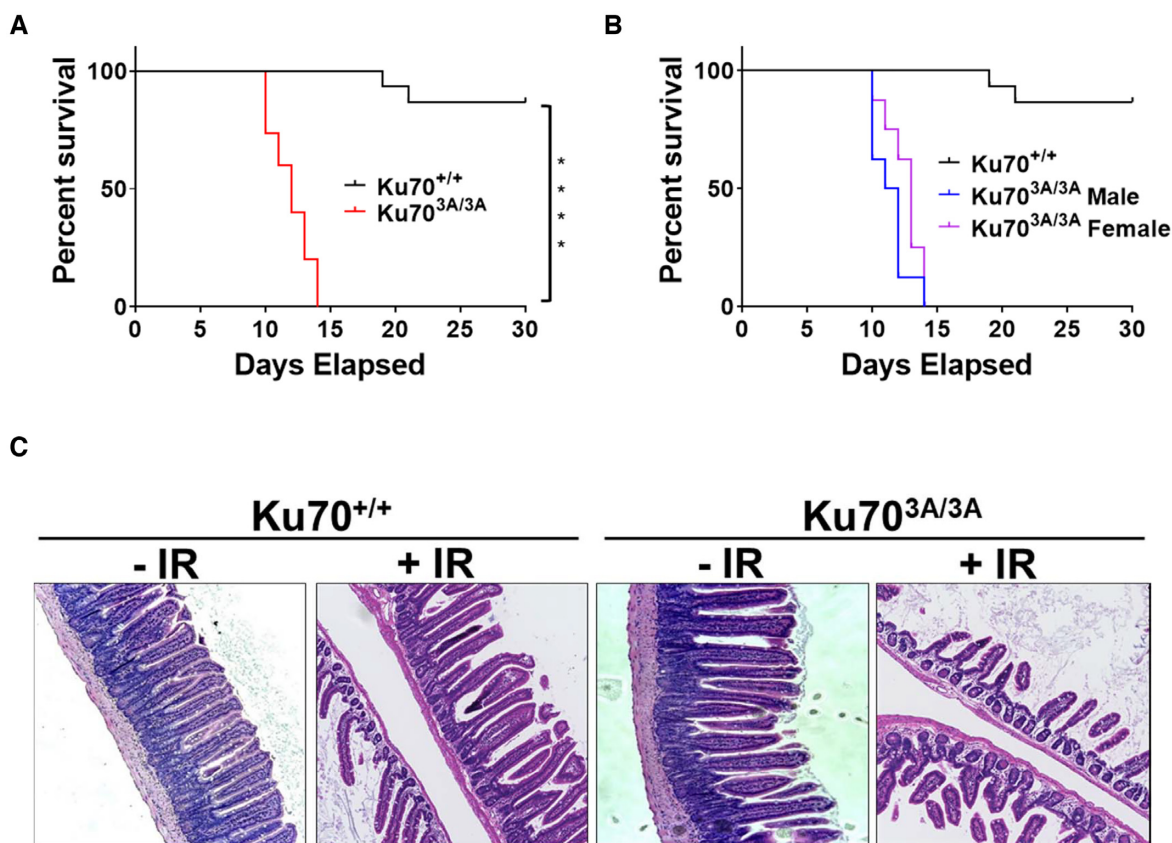 A
Percent survival
100
50
0
0 5 10 15 20 25 30
Days Elapsed
Ku70+/+
Ku703A/3A
*
*
*
*
B
Percent survival
100
50
0
0 5 10 15 20 25 30
Days Elapsed
Ku70+/+
Ku703A/3A Male
Ku703A/3A Female
C
Ku70+/+ Ku703A/3A
- IR + IR - IR + IR